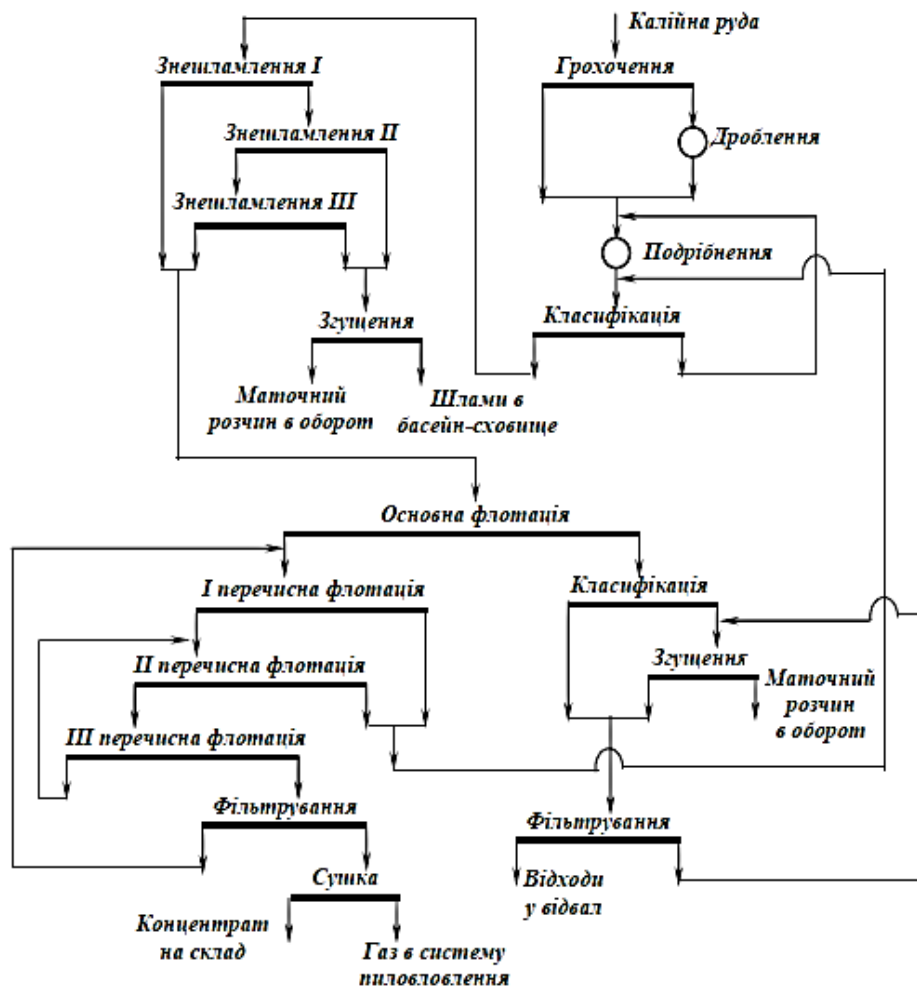 Калійна руда
Знешламлення I
Грохочення
Знешламлення II
Дроблення
Знешламлення III
Подрібнення
Згущення
Класифікація
Маточний
розчин в оборот
Шлами в
басейн-сховище
Основна флотація
I перечисна флотація
Класифікація
II перечисна флотація
Згущення
Маточний
розчин
в оборот
III перечисна флотація
Фільтрування
Фільтрування
Сушка
Відходи
у відвал
Концентрат
на склад
Газ в систему
пиловловлення